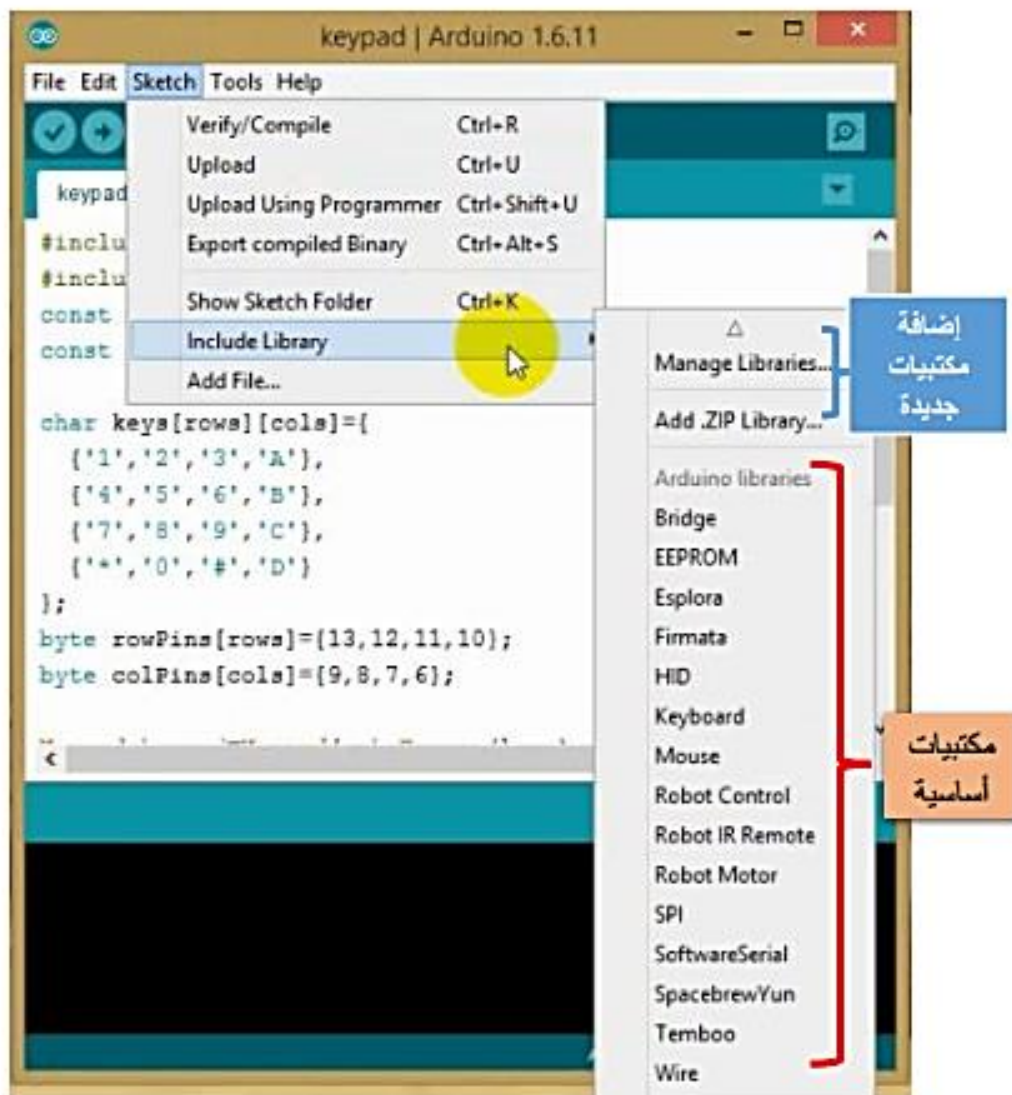 keypad | Arduino 1.6.11
File Edit Sketch Tools Help
Verify/Compile Ctrl+R
Upload Ctrl+U
Upload Using Programmer Ctrl+Shift+U
Export compiled Binary Ctrl+Alt+S
Show Sketch Folder Ctrl+K
Include Library
Add File...
keypad
#inclu
#inclu
const
const
char keys[rows][cols]={
{'1','2','3','A'},
{'4','5','6','B'},
{'7','8','9','C'},
{'*','0','#','D'}
};
byte rowPins[rows]={13,12,11,10};
byte colPins[cols]={9,8,7,6};
Manage Libraries...
Add .ZIP Library...
Arduino libraries
Bridge
EEPROM
Esplora
Firmata
HID
Keyboard
Mouse
Robot Control
Robot IR Remote
Robot Motor
SPI
SoftwareSerial
SpacebrewYun
Temboo
Wire
إضافة
مكتبيات
جديدة
مكتبيات
أساسية